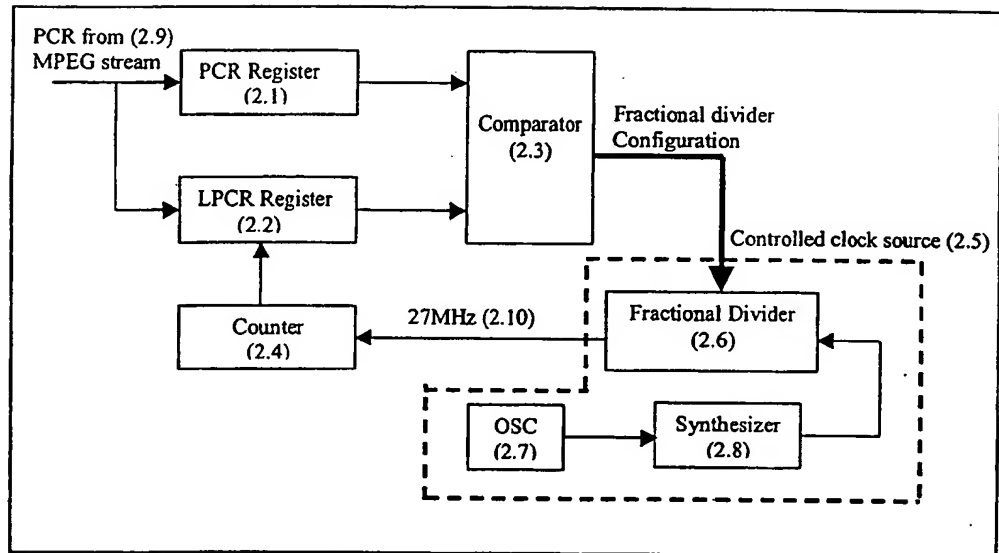 PCR from (2.9)
MPEG stream
PCR Register
(2.1)
Comparator
(2.3)
Fractional divider
Configuration
LPCR Register
(2.2)
Controlled clock source (2.5)
Counter
(2.4)
27MHz (2.10)
Fractional Divider
(2.6)
OSC
(2.7)
Synthesizer
(2.8)